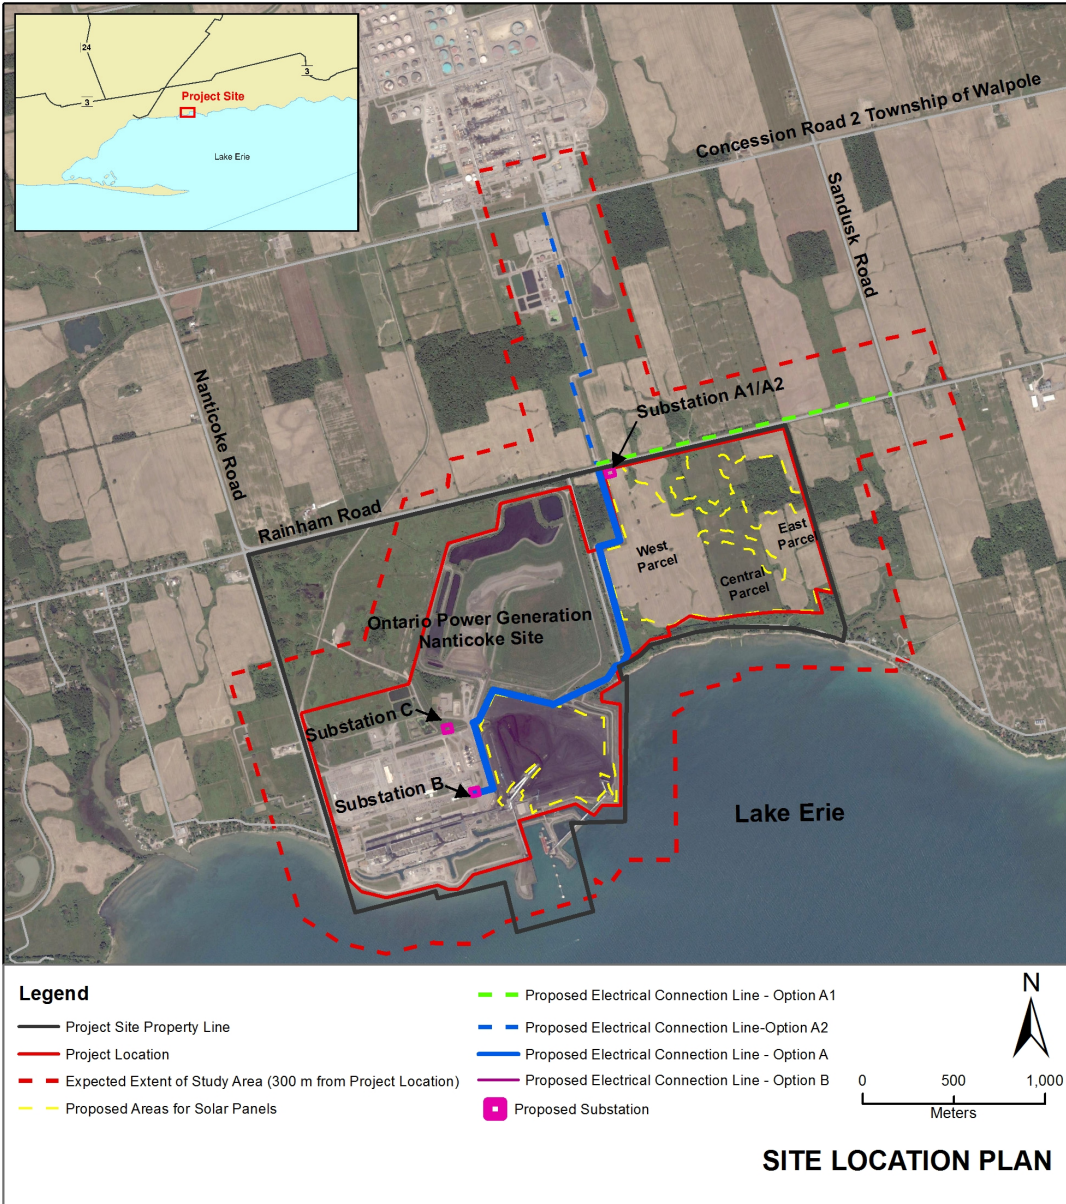 24
3
3
Project Site
Lake Erie
Concession Road 2 Township of Walpole
Sandusk Road
Nanticoke Road
Substation A1/A2
Rainham Road
West
Parcel
East
Parcel
Central
Parcel
Ontario Power Generation
Nanticoke Site
Substation C
Substation B
Lake Erie
Legend
Project Site Property Line
Project Location
Expected Extent of Study Area (300 m from Project Location)
Proposed Areas for Solar Panels
Proposed Electrical Connection Line - Option A1
Proposed Electrical Connection Line-Option A2
Proposed Electrical Connection Line - Option A
Proposed Electrical Connection Line - Option B
Proposed Substation
N
0 500 1,000
Meters
SITE LOCATION PLAN